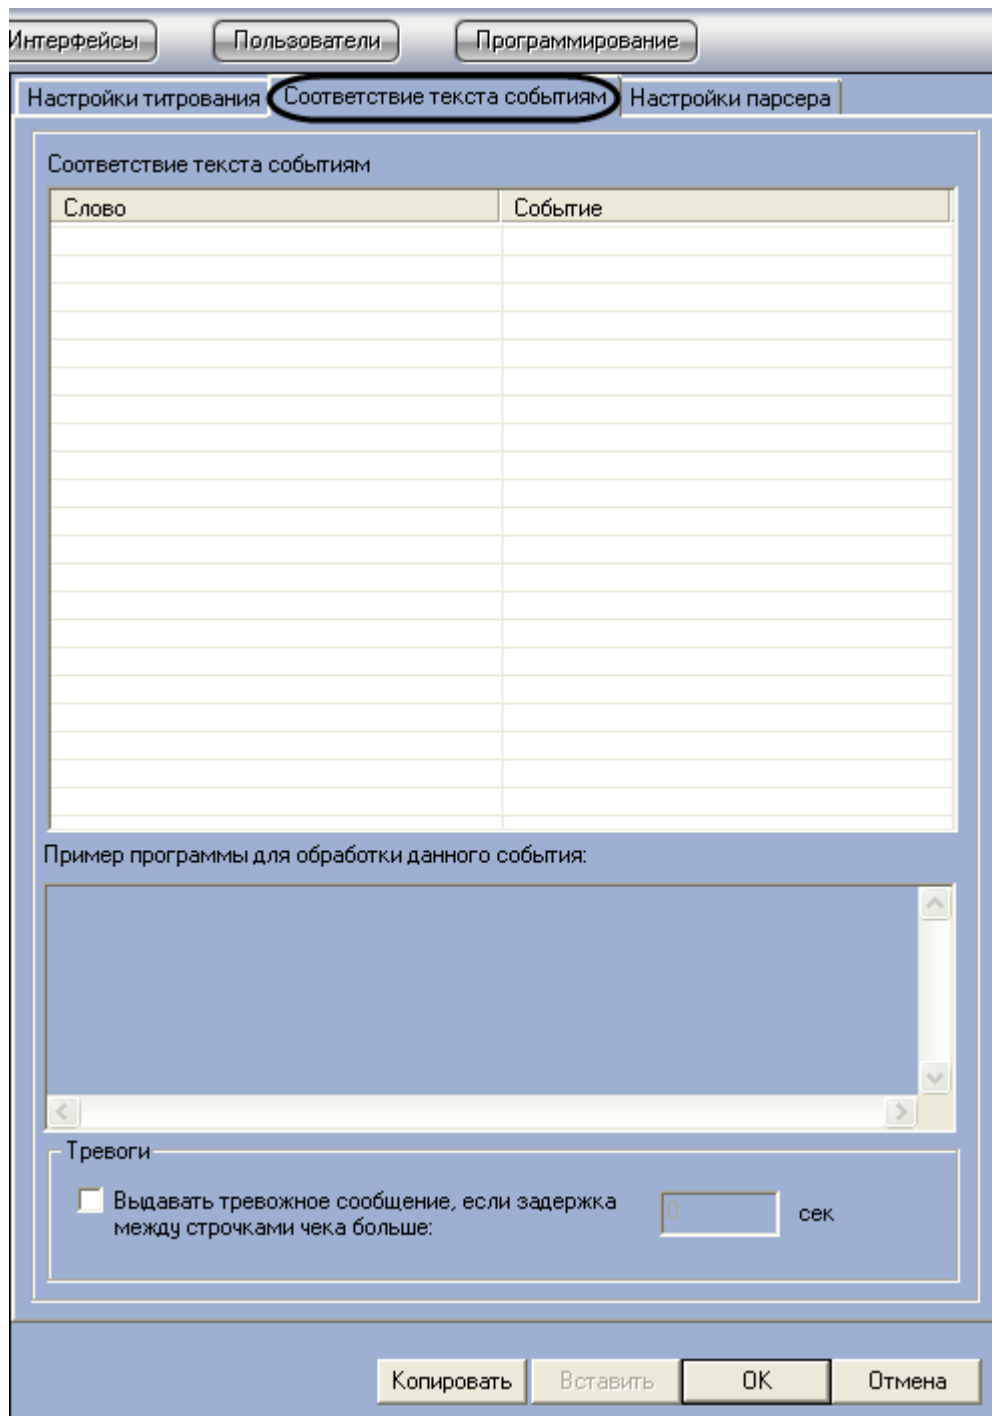 Интерфейсы Пользователи Программирование
Настройки титрования Соответствие текста событиям Настройки парсера
Соответствие текста событиям
Слово Событие
Пример программы для обработки данного события:
Тревоги
Выдавать тревожное сообщение, если задержка
между строчками чека больше:
0 сек
Копировать Вставить OK Отмена